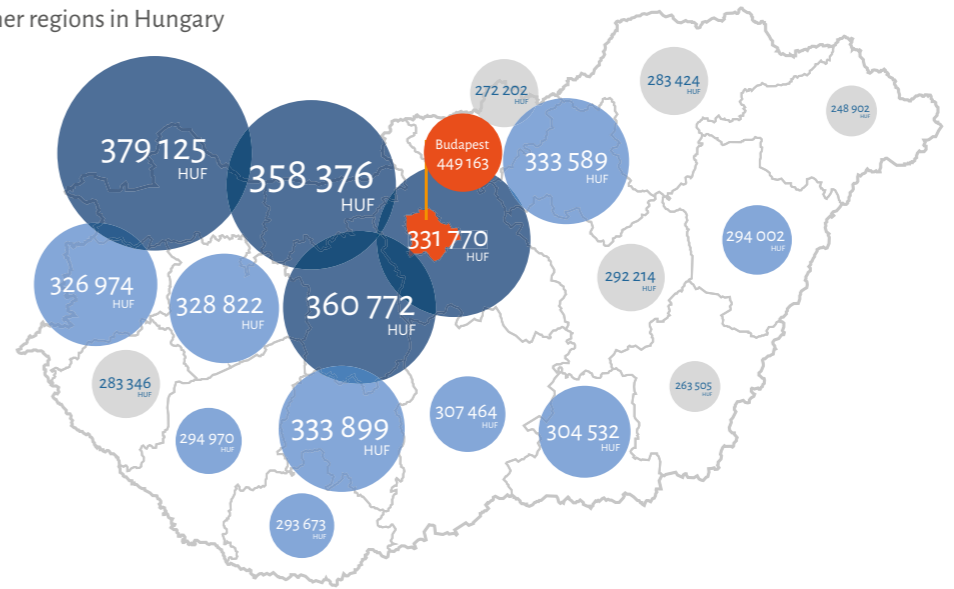 ner regions in Hungary
283 424
HUF
272 202
HUF
248 902
HUF
Budapest
449 163
379 125
HUF
358 376
HUF
333 589
HUF
331 770
HUF
294 002
HUF
292 214
HUF
326 974
HUF
328 822
HUF
360 772
HUF
283 346
HUF
263 505
HUF
307 464
HUF
333 899
HUF
304 532
HUF
294 970
HUF
293 673
HUF